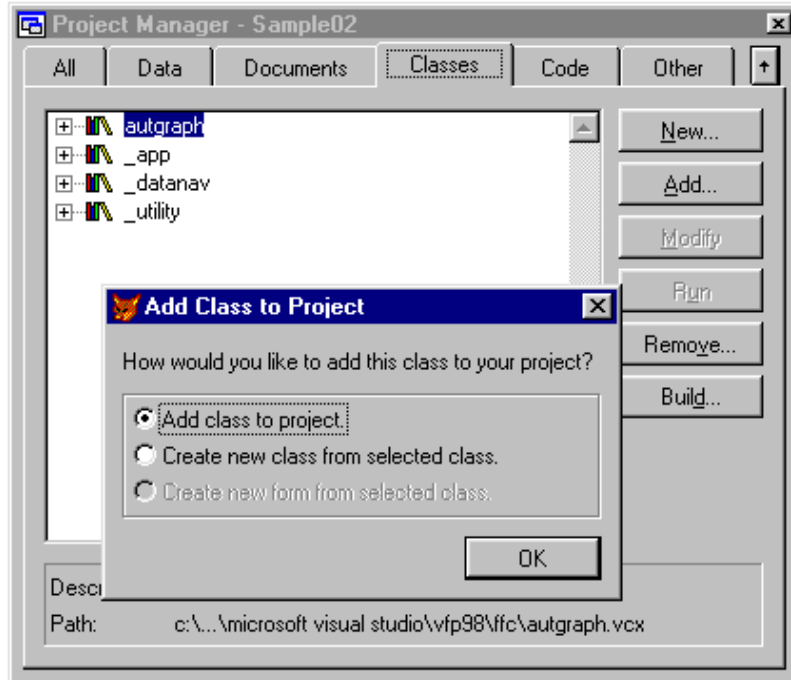 Project Manager - Sample02
All Data Documents Classes Code Other
autgraph
_app
_datanav
_utility
New...
Add...
Modify
Run
Remove...
Build...
Add Class to Project
How would you like to add this class to your project?
Add class to project.
Create new class from selected class.
Create new form from selected class.
OK
Path: c:\...\microsoft visual studio\vfp98\ffc\autgraph.vcx